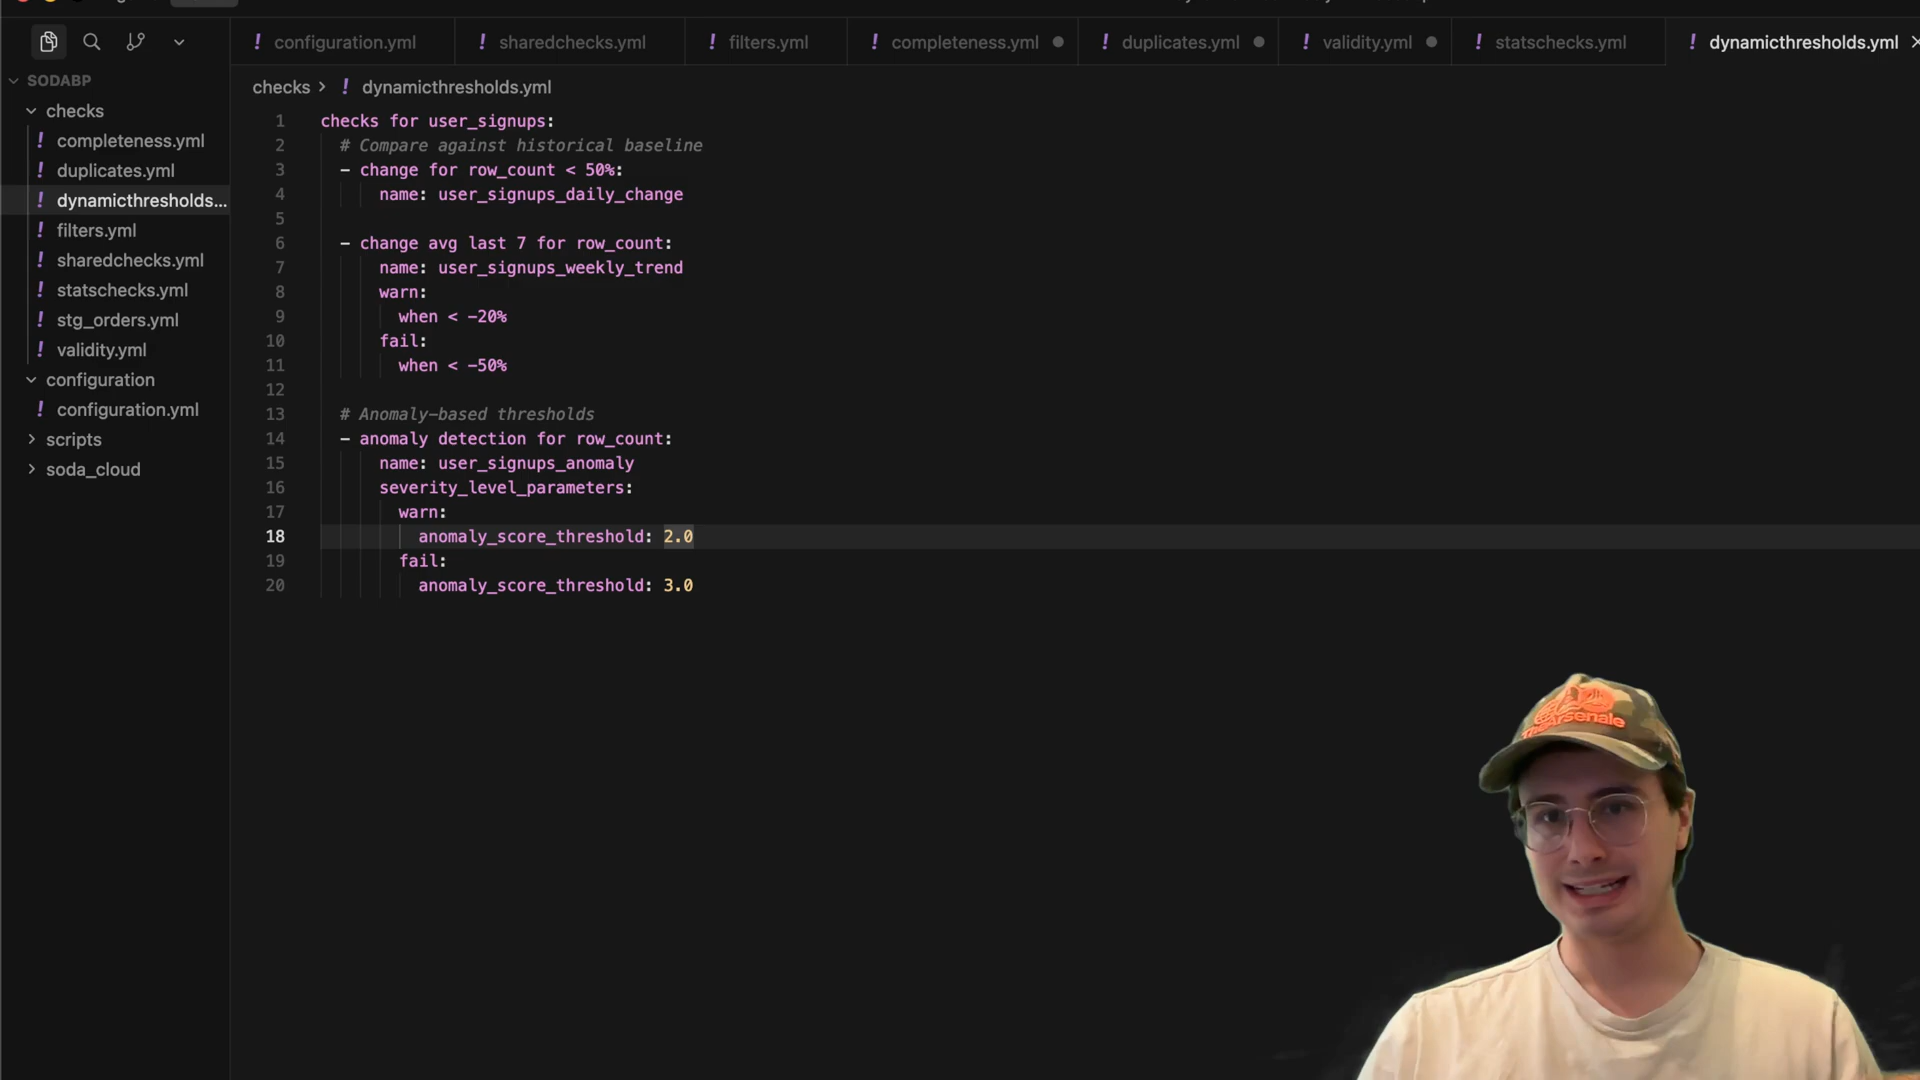 configuration.yml
sharedchecks.yml
filters.yml
completeness.yml
duplicates.yml
validity.yml
statschecks.yml
dynamicthresholds.yml
SODABP
checks
completeness.yml
duplicates.yml
dynamicthresholds...
filters.yml
sharedchecks.yml
statschecks.yml
stg_orders.yml
validity.yml
configuration
configuration.yml
scripts
soda_cloud
checks > ! dynamicthresholds.yml
1 checks for user_signups:
2 # Compare against historical baseline
3 - change for row_count < 50%:
4 name: user_signups_daily_change
5
6 - change avg last 7 for row_count:
7 name: user_signups_weekly_trend
8 warn:
9 when < -20%
10 fail:
11 when < -50%
12
13 # Anomaly-based thresholds
14 - anomaly detection for row_count:
15 name: user_signups_anomaly
16 severity_level_parameters:
17 warn:
18 anomaly_score_threshold: 2.0
19 fail:
20 anomaly_score_threshold: 3.0